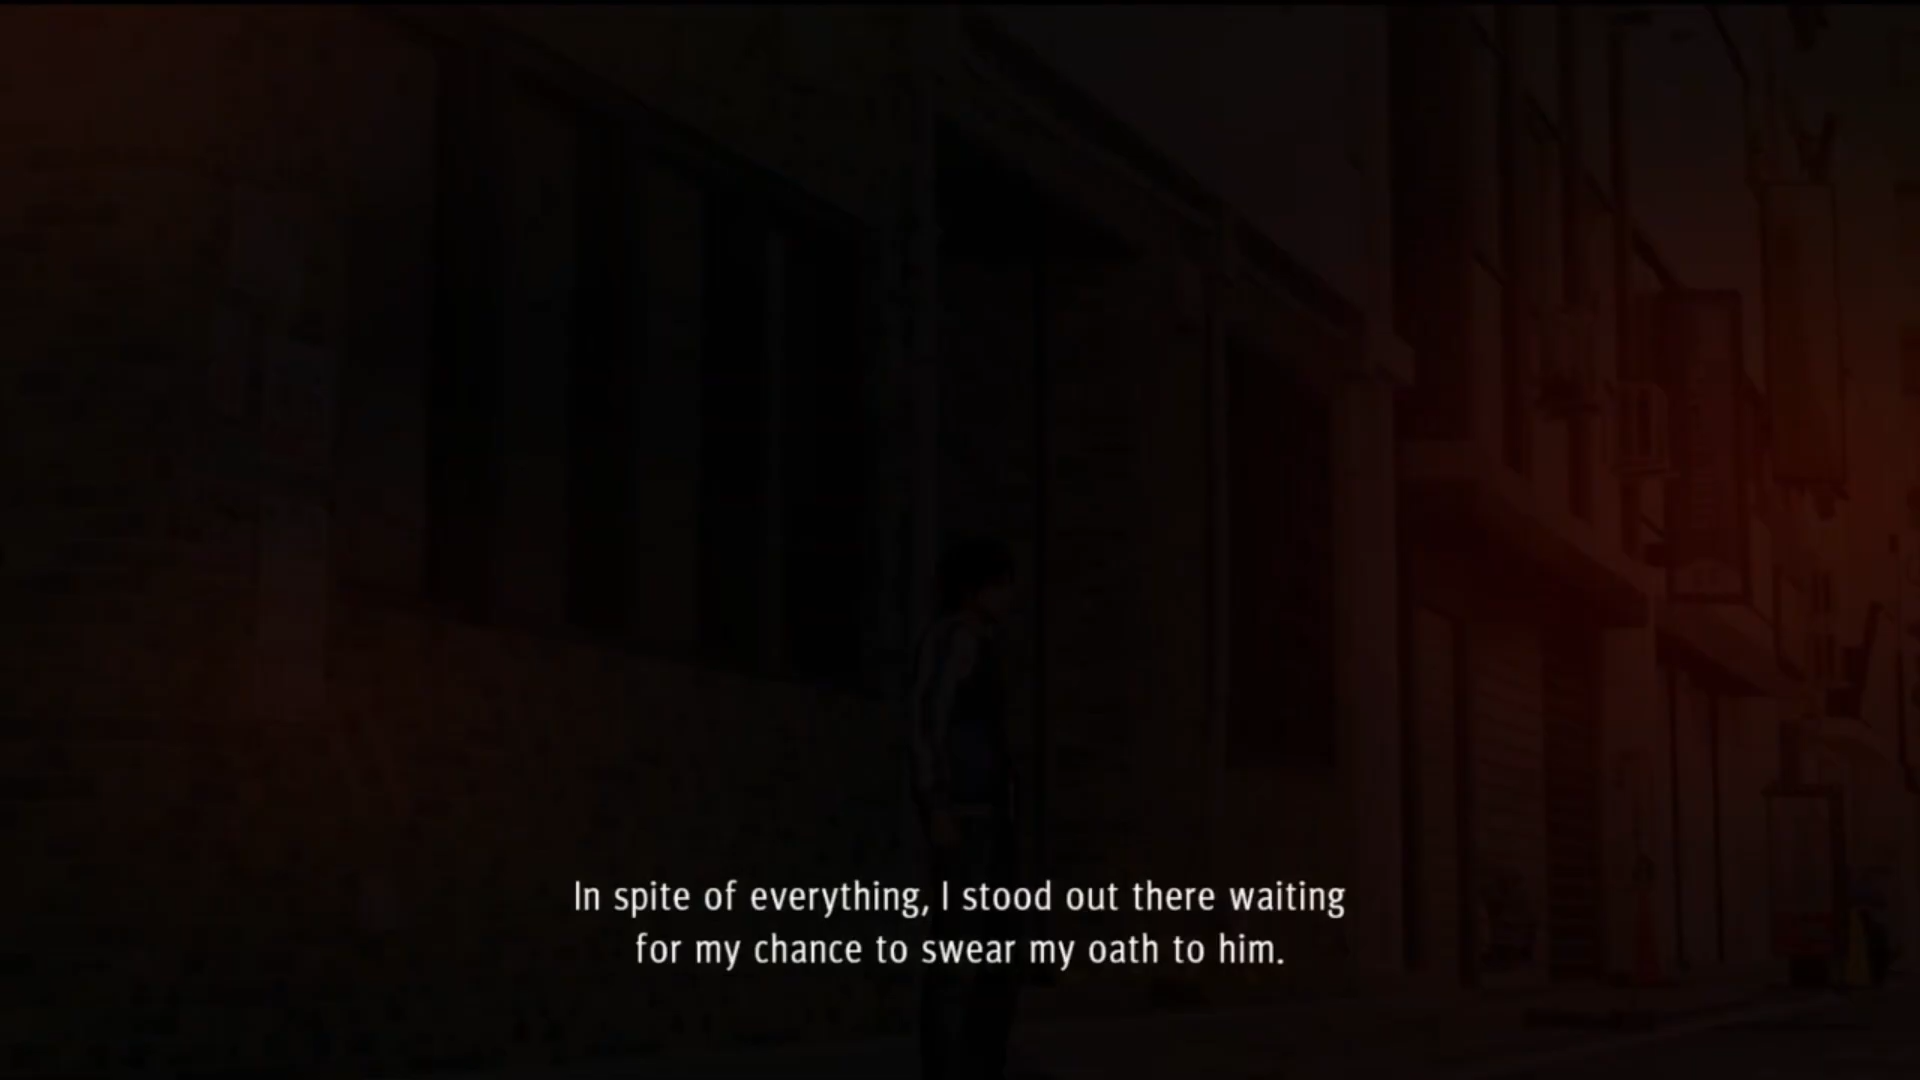 In spite of everything, I stood out there waiting
for my chance to swear my oath to him.